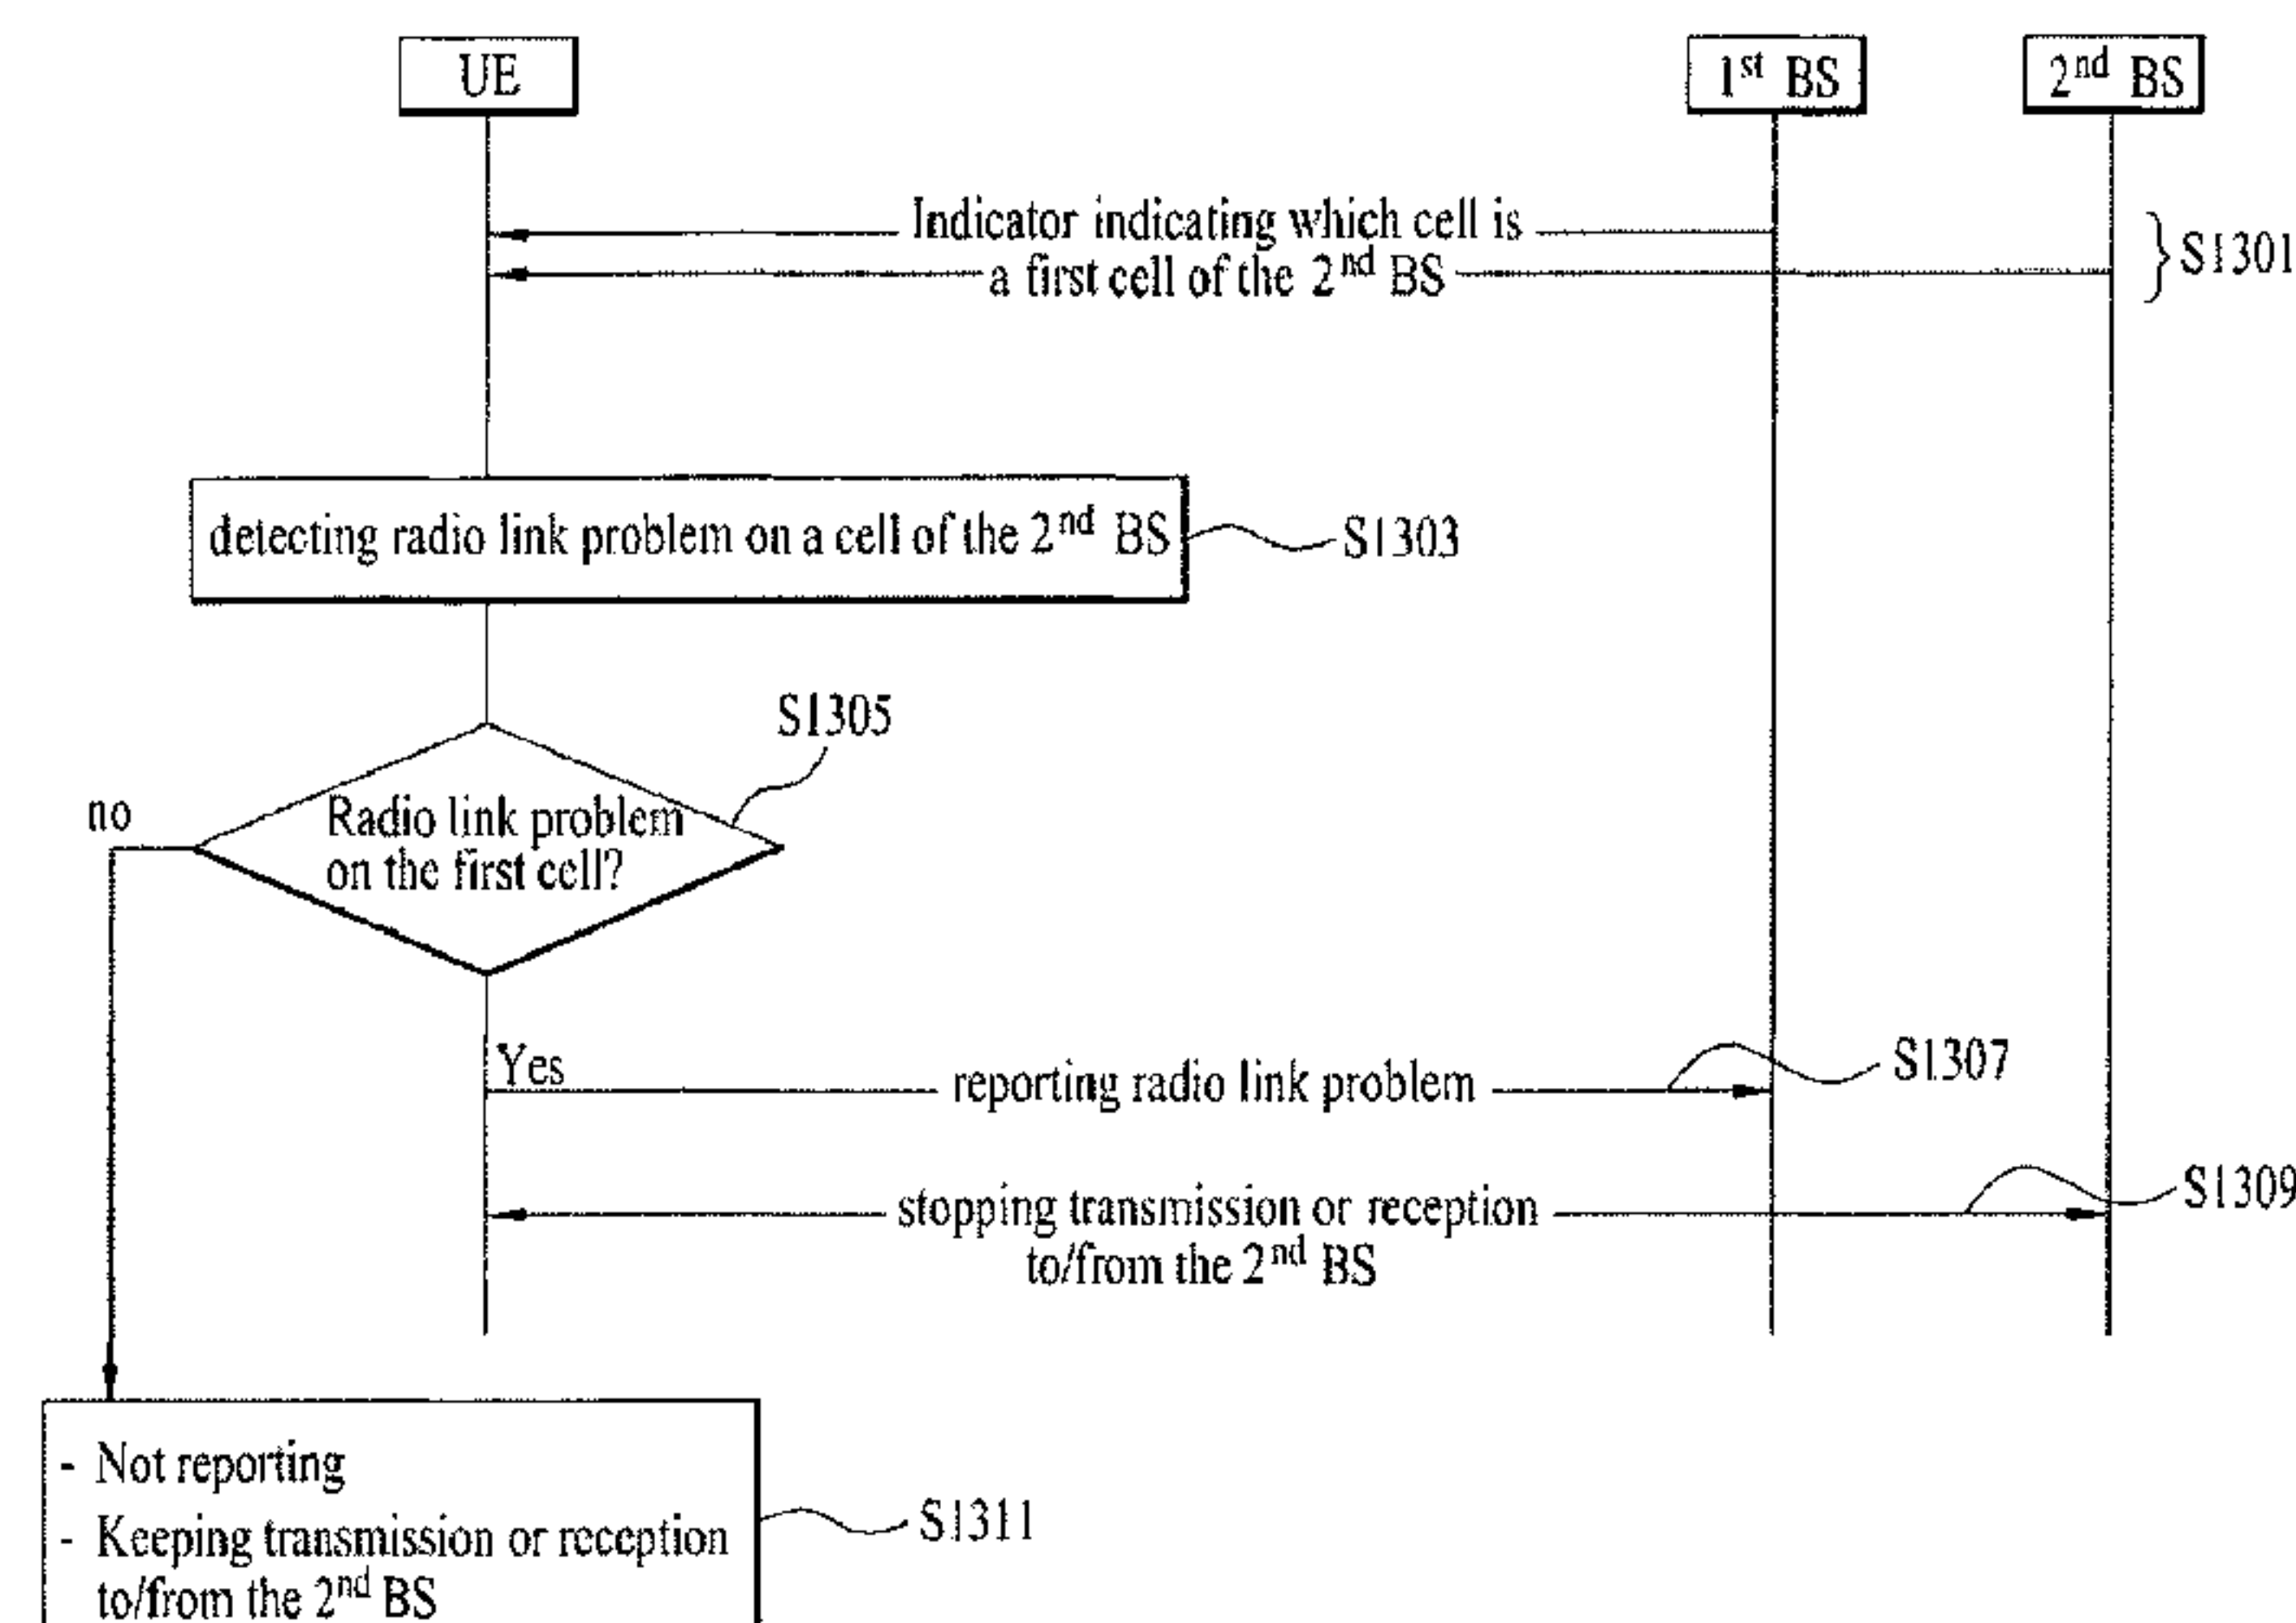 UE
1st BS
2nd BS
Indicator indicating which cell is
a first cell of the 2nd BS
S1301
detecting radio link problem on a cell of the 2nd BS
S1303
S1305
no
Radio link problem
on the first cell?
Yes
reporting radio link problem
S1307
stopping transmission or reception
to/from the 2nd BS
S1309
- Not reporting
- Keeping transmission or reception
to/from the 2nd BS
S1311